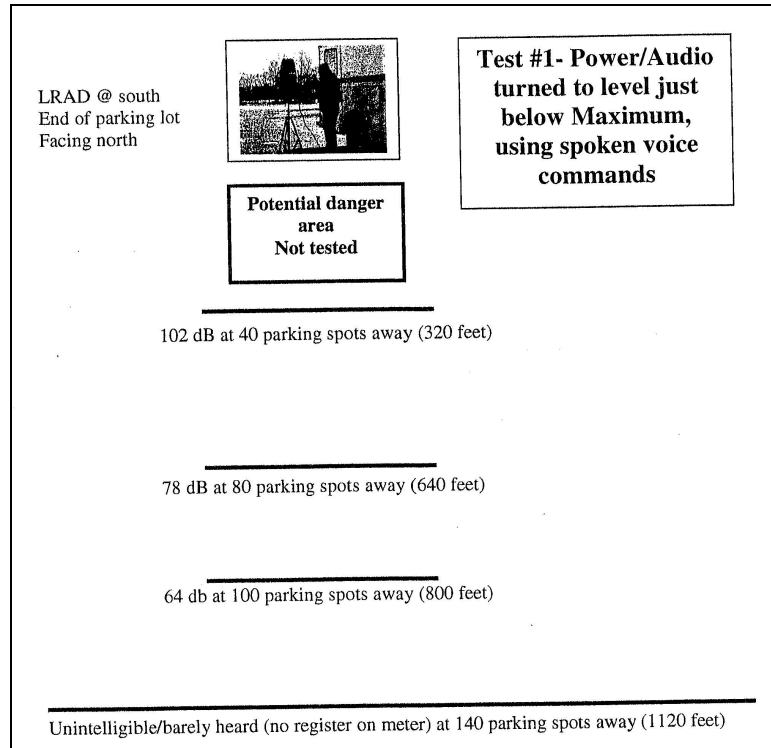 LRAD @ south
End of parking lot
Facing north
Test #1- Power/Audio
turned to level just
below Maximum,
using spoken voice
commands
Potential danger
area
Not tested
102 dB at 40 parking spots away (320 feet)
78 dB at 80 parking spots away (640 feet)
64 db at 100 parking spots away (800 feet)
Unintelligible/barely heard (no register on meter) at 140 parking spots away (1120 feet)